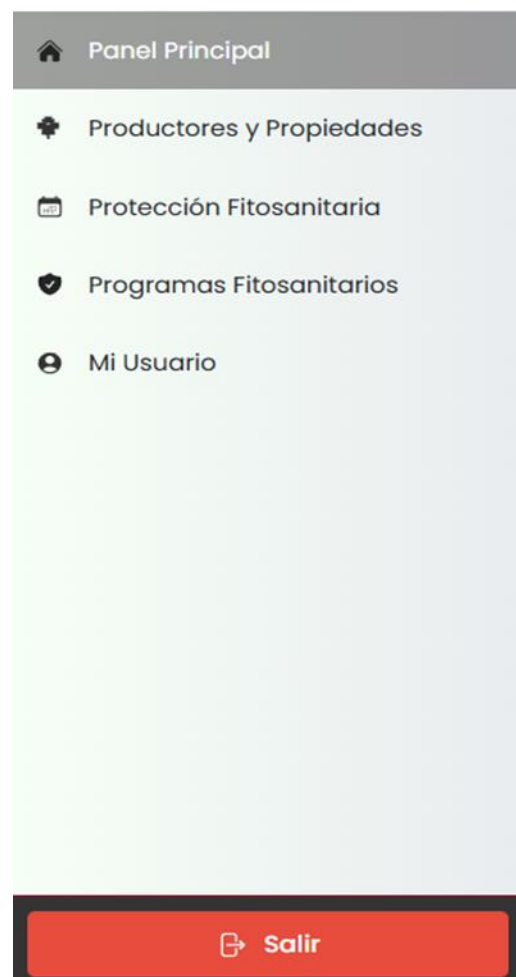 Panel Principal
Productores y Propiedades
Protección Fitosanitaria
Programas Fitosanitarios
Mi Usuario
Salir